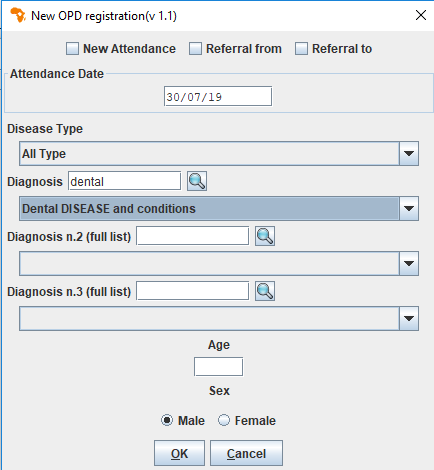 New OPD registration(v 1.1)
New Attendance Referral from Referral to
Attendance Date
30/07/19
Disease Type
All Type
Diagnosis dental
Dental DISEASE and conditions
Diagnosis n.2 (full list)
Diagnosis n.3 (full list)
Age
Sex
Male Female
OK Cancel